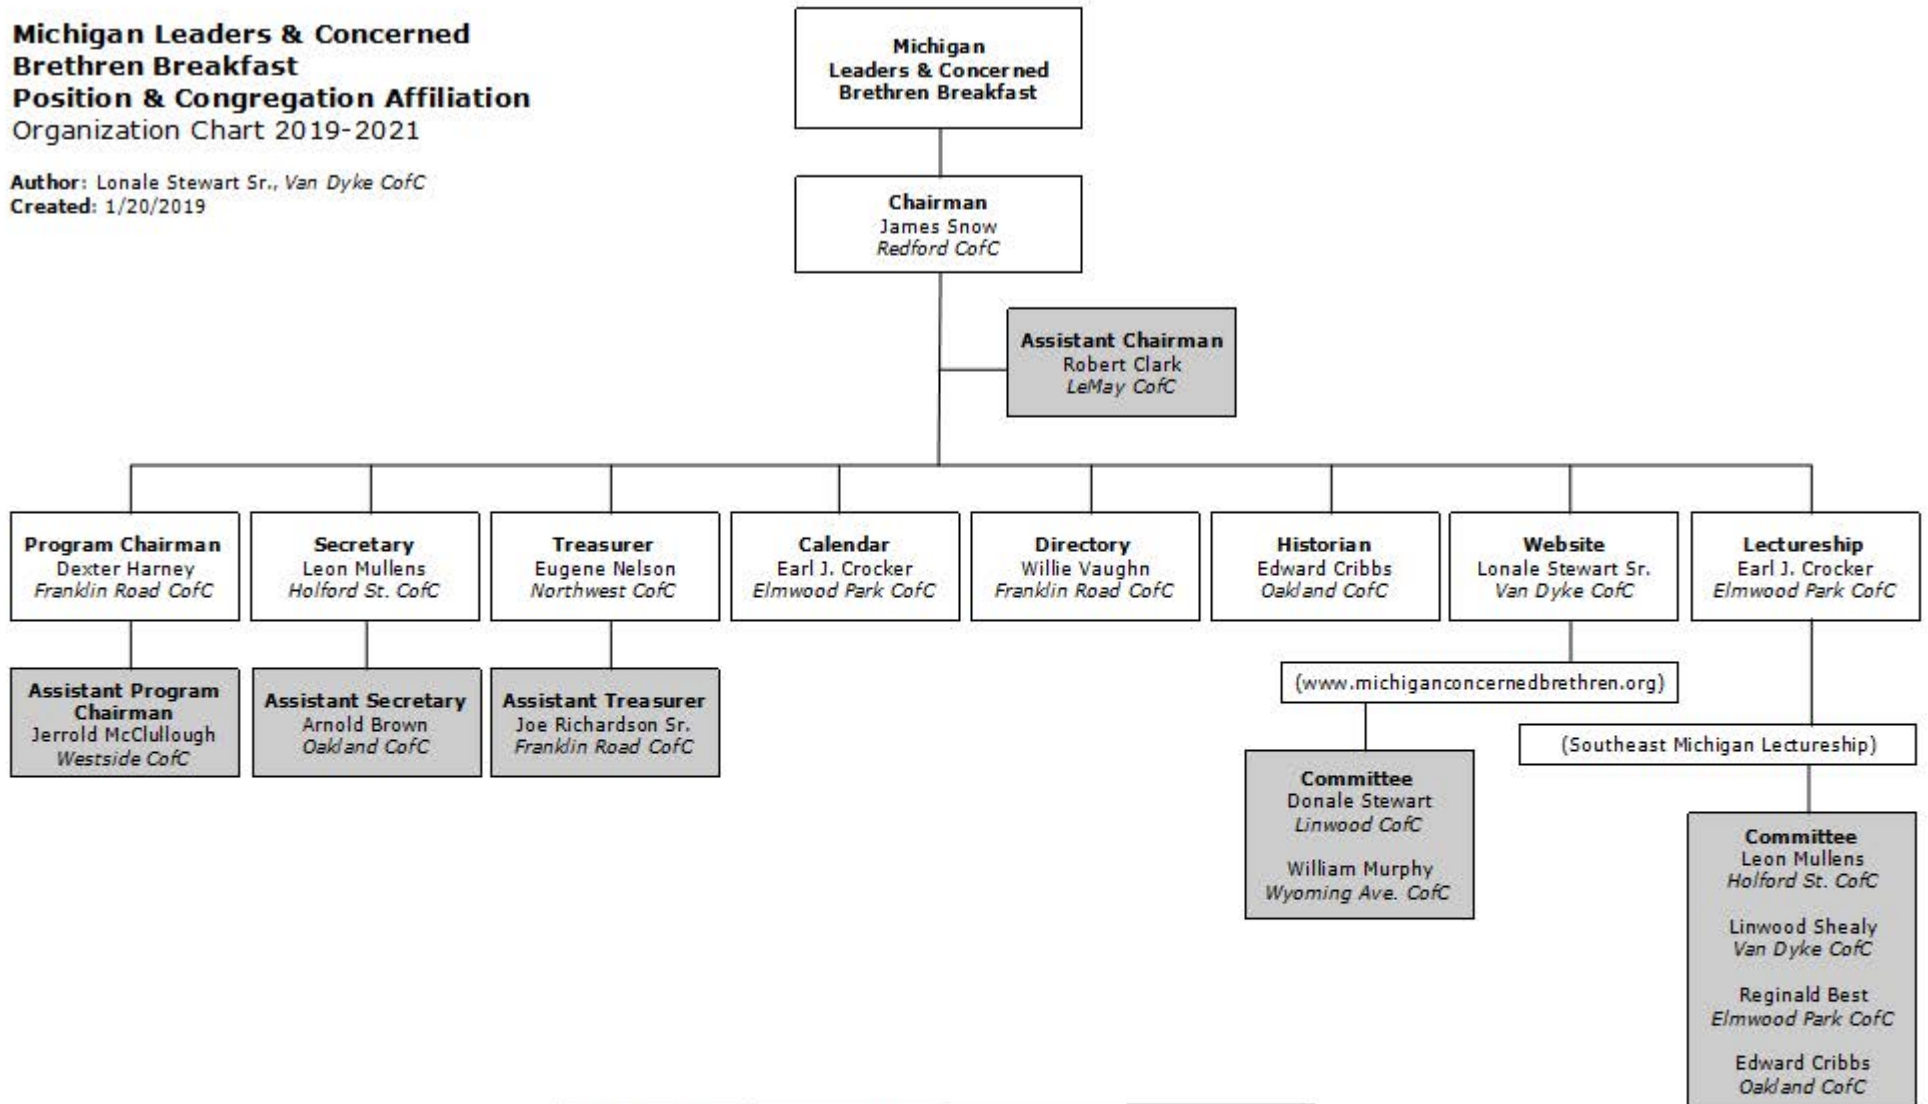 Michigan Leaders & Concerned
Brethren Breakfast
Position & Congregation Affiliation
Organization Chart 2019-2021
Author: Lonale Stewart Sr., Van Dyke CofC
Created: 1/20/2019
Michigan
Leaders & Concerned
Brethren Breakfast
Chairman
James Snow
Redford CofC
Assistant Chairman
Robert Clark
LeMay CofC
Program Chairman
Dexter Harney
Franklin Road CofC
Secretary
Leon Mullens
Holford St. CofC
Treasurer
Eugene Nelson
Northwest CofC
Calendar
Earl J. Crocker
Elmwood Park CofC
Directory
Willie Vaughn
Franklin Road CofC
Historian
Edward Cribbs
Oakland CofC
Website
Lonale Stewart Sr.
Van Dyke CofC
Lectureship
Earl J. Crocker
Elmwood Park CofC
Assistant Program
Chairman
Jerrold McClullough
Westside CofC
Assistant Secretary
Arnold Brown
Oakland CofC
Assistant Treasurer
Joe Richardson Sr.
Franklin Road CofC
(www.michiganconcernedbrethren.org)
(Southeast Michigan Lectureship)
Committee
Donale Stewart
Linwood CofC
William Murphy
Wyoming Ave. CofC
Committee
Leon Mullens
Holford St. CofC
Linwood Shealy
Van Dyke CofC
Reginald Best
Elmwood Park CofC
Edward Cribbs
Oakland CofC